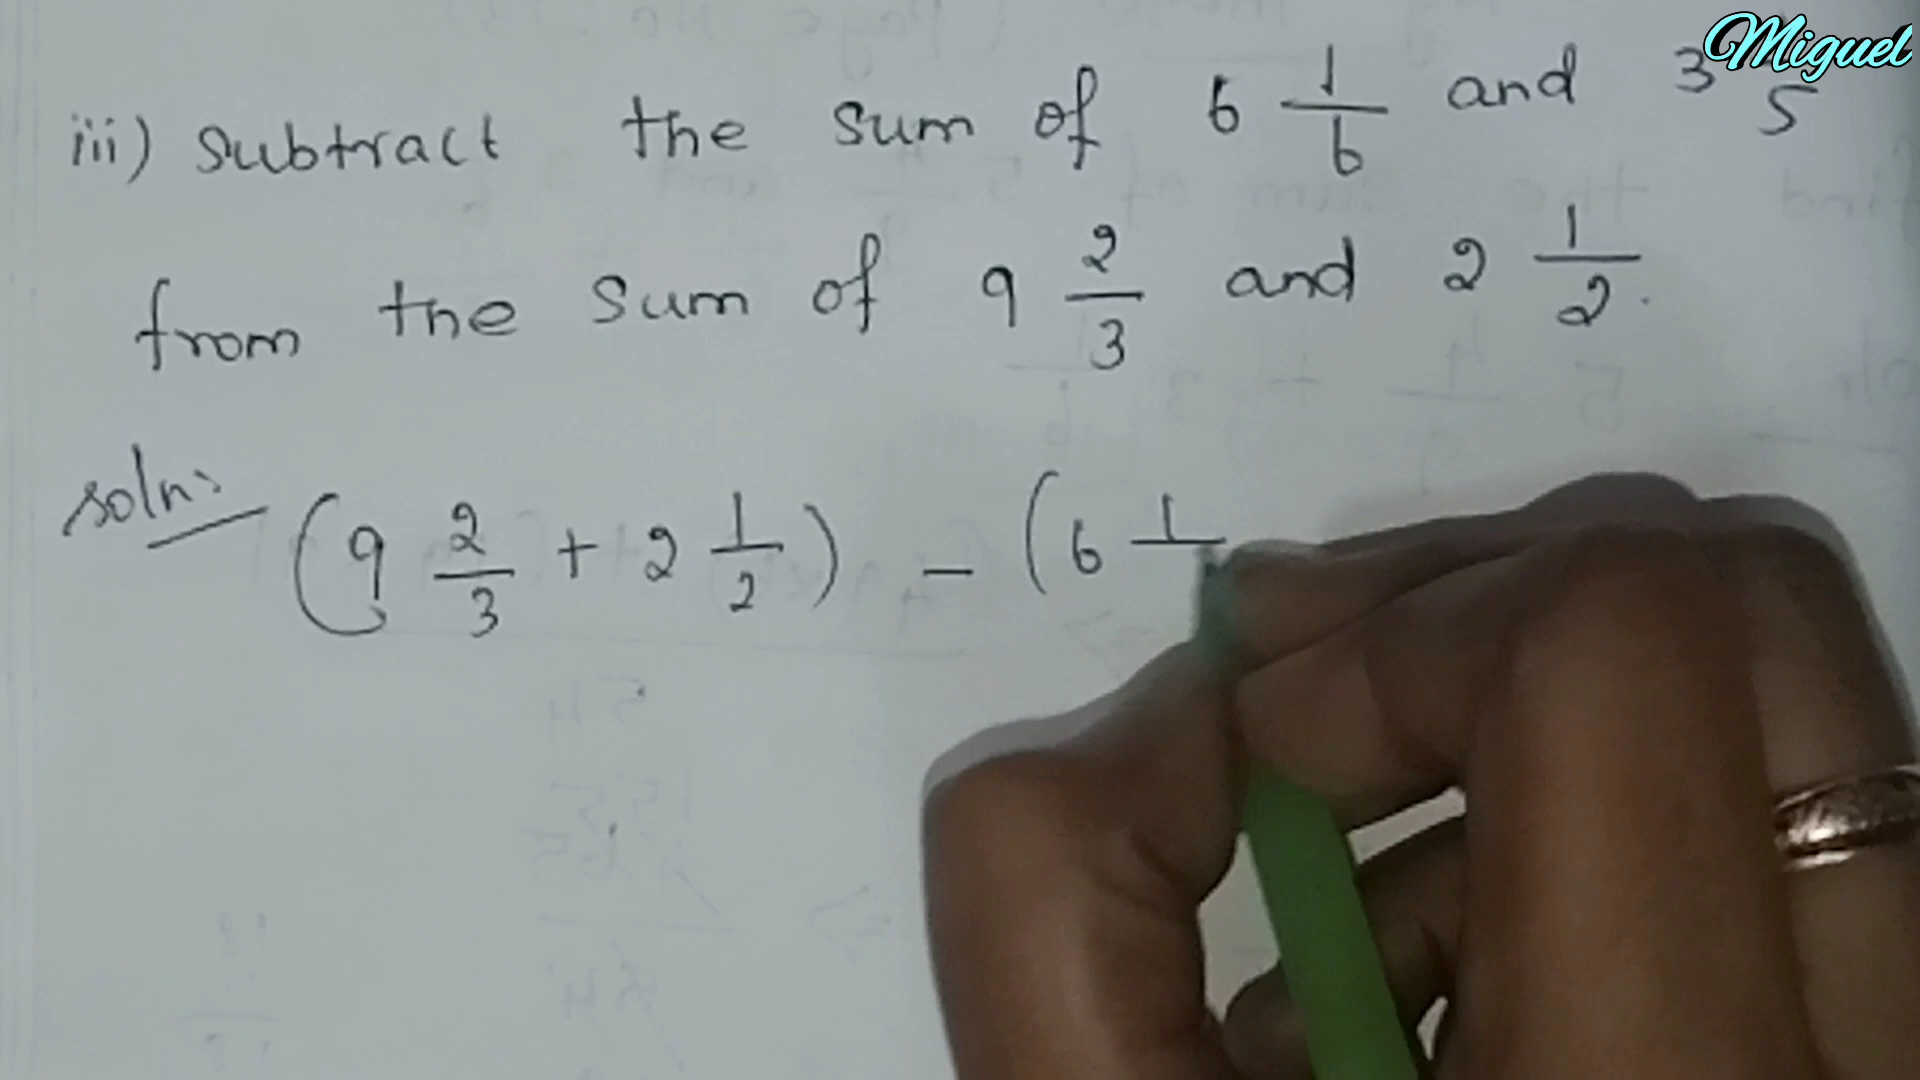 Miguel
iii) Subtract the sum of 6 1/6 and 3 /5
from the sum of 9 2/3 and 2 1/2.
soln:
(9 2/3 + 2 1/2) - (6 1/